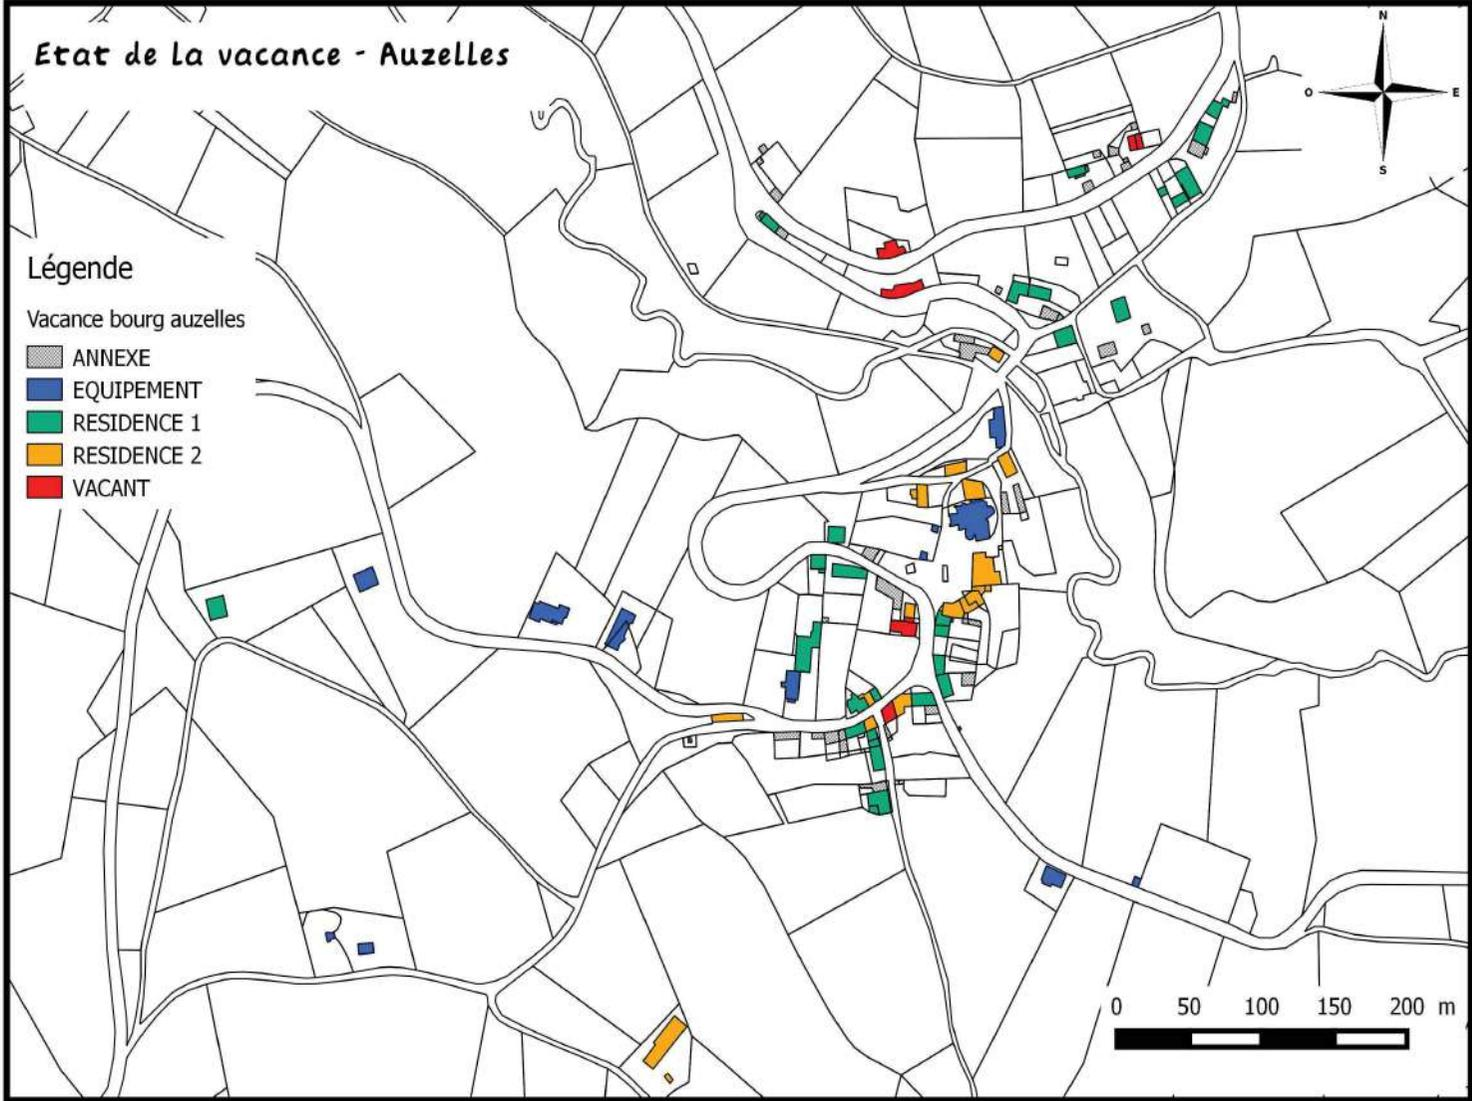 Etat de la vacance - Auzelles
N
O
E
S
Légende
Vacance bourg auzelles
ANNEXE
EQUIPEMENT
RESIDENCE 1
RESIDENCE 2
VACANT
0 50 100 150 200 m